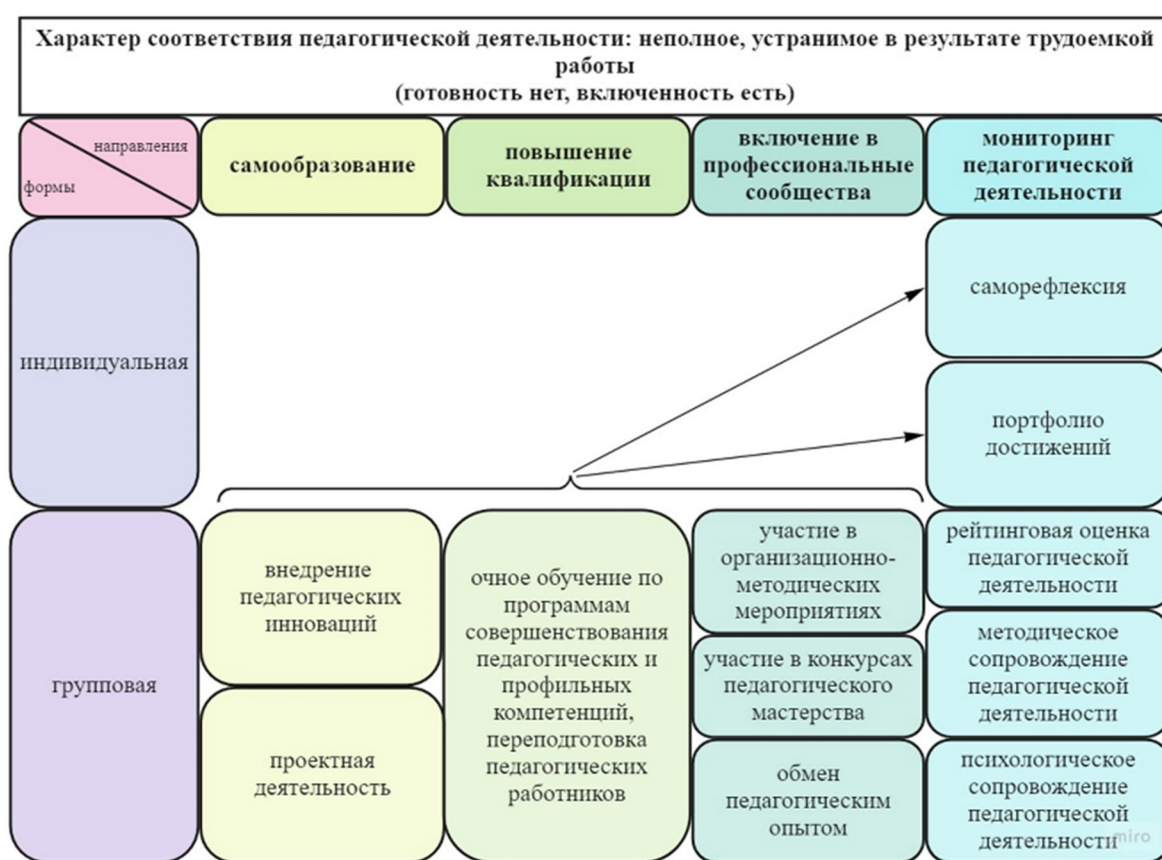 Характер соответствия педагогической деятельности: неполное, устранимое в результате трудоемкой
работы
(готовность нет, включенность есть)
направления
формы
самообразование
повышение
квалификации
включение в
профессиональные
сообщества
мониторинг
педагогической
деятельности
индивидуальная
саморефлексия
портфолио
достижений
групповая
внедрение
педагогических
инноваций
проектная
деятельность
очное обучение по
программам
совершенствования
педагогических и
профильных
компетенций,
переподготовка
педагогических
работников
участие в
организационно-
методических
мероприятиях
участие в конкурсах
педагогического
мастерства
обмен
педагогическим
опытом
рейтинговая оценка
педагогической
деятельности
методическое
сопровождение
педагогической
деятельности
психологическое
сопровождение
педагогической
деятельности
miro